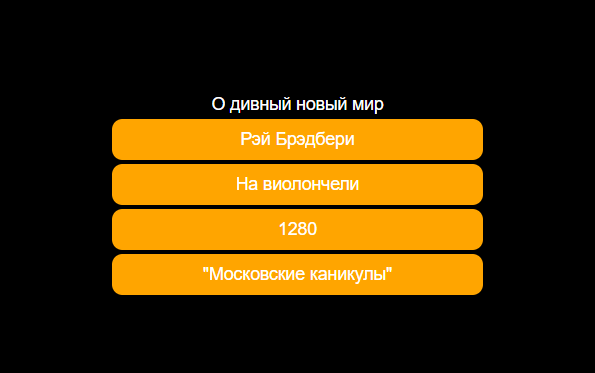 О дивный новый мир
Рэй Брэдбери
На виолончели
1280
"Московские каникулы"